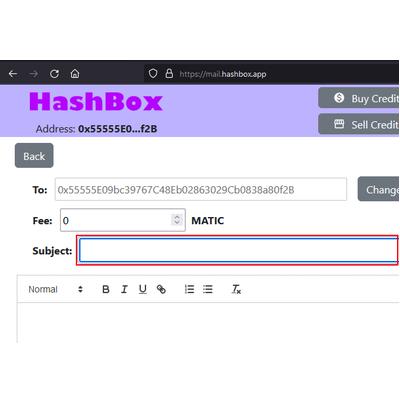 https://mail.hashbox.app
HashBox
Buy Credit
Address: 0x55555E0...f2B
Sell Credit
Back
To: 0x55555E09bc39767C48Eb02863029Cb0838a80f2B Change
Fee: 0 MATIC
Subject:
Normal B I U